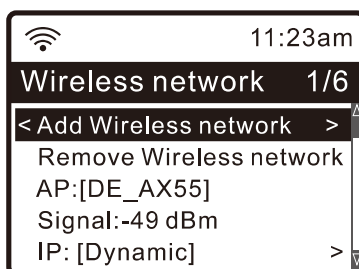 11:23am
Wireless network 1/6
< Add Wireless network >
Remove Wireless network
AP:[DE_AX55]
Signal:-49 dBm
IP: [Dynamic] >